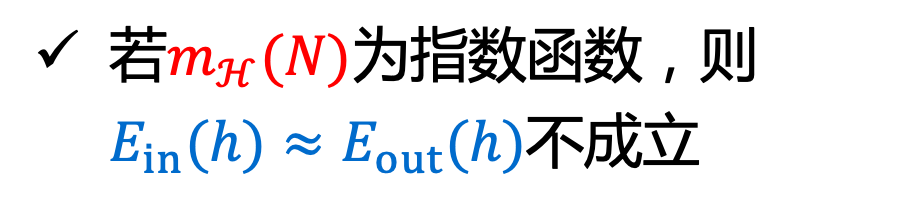 ✓ 若m_ℋ(N)为指数函数，则
E_in(h) ≈ E_out(h)不成立